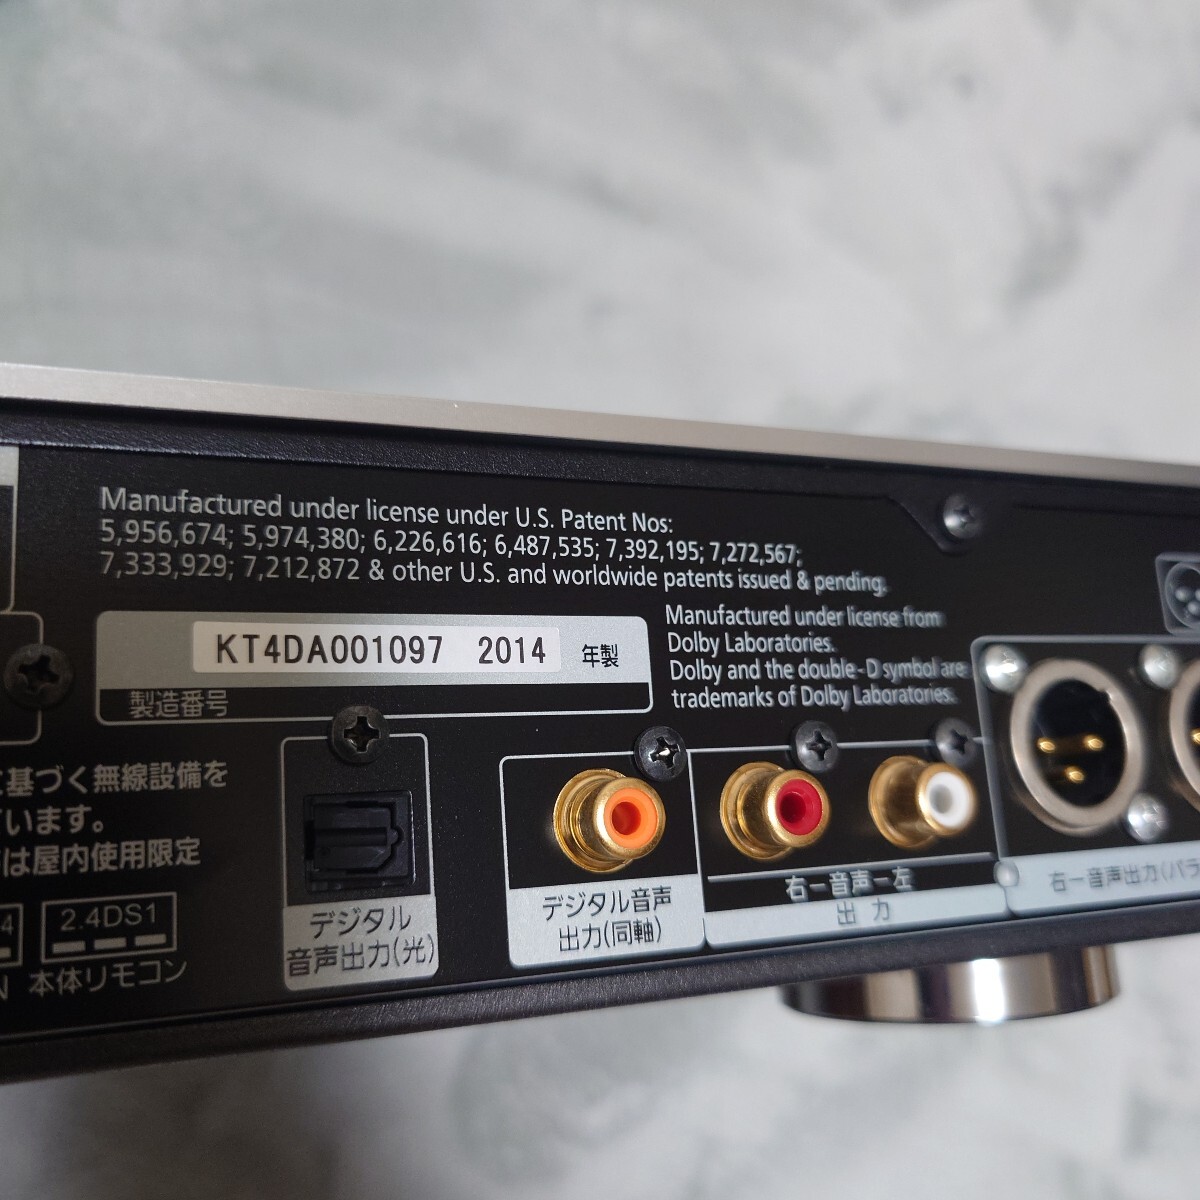 Manufactured under license under U.S. Patent Nos:
5,956,674; 5,974,380; 6,226,616; 6,487,535; 7,392,195; 7,272,567;
7,333,929; 7,212,872 & other U.S. and worldwide patents issued & pending.
KT4DA001097 2014 年製
製造番号
Manufactured under license from
Dolby Laboratories.
Dolby and the double-D symbol are
trademarks of Dolby Laboratories.
基づく無線設備を
います。
は屋内使用限定
4
2.4DS1
N 本体リモコン
デジタル
音声出力(光)
デジタル音声
出力(同軸)
右ー音声ー左
出力
右ー音声出力(バラ